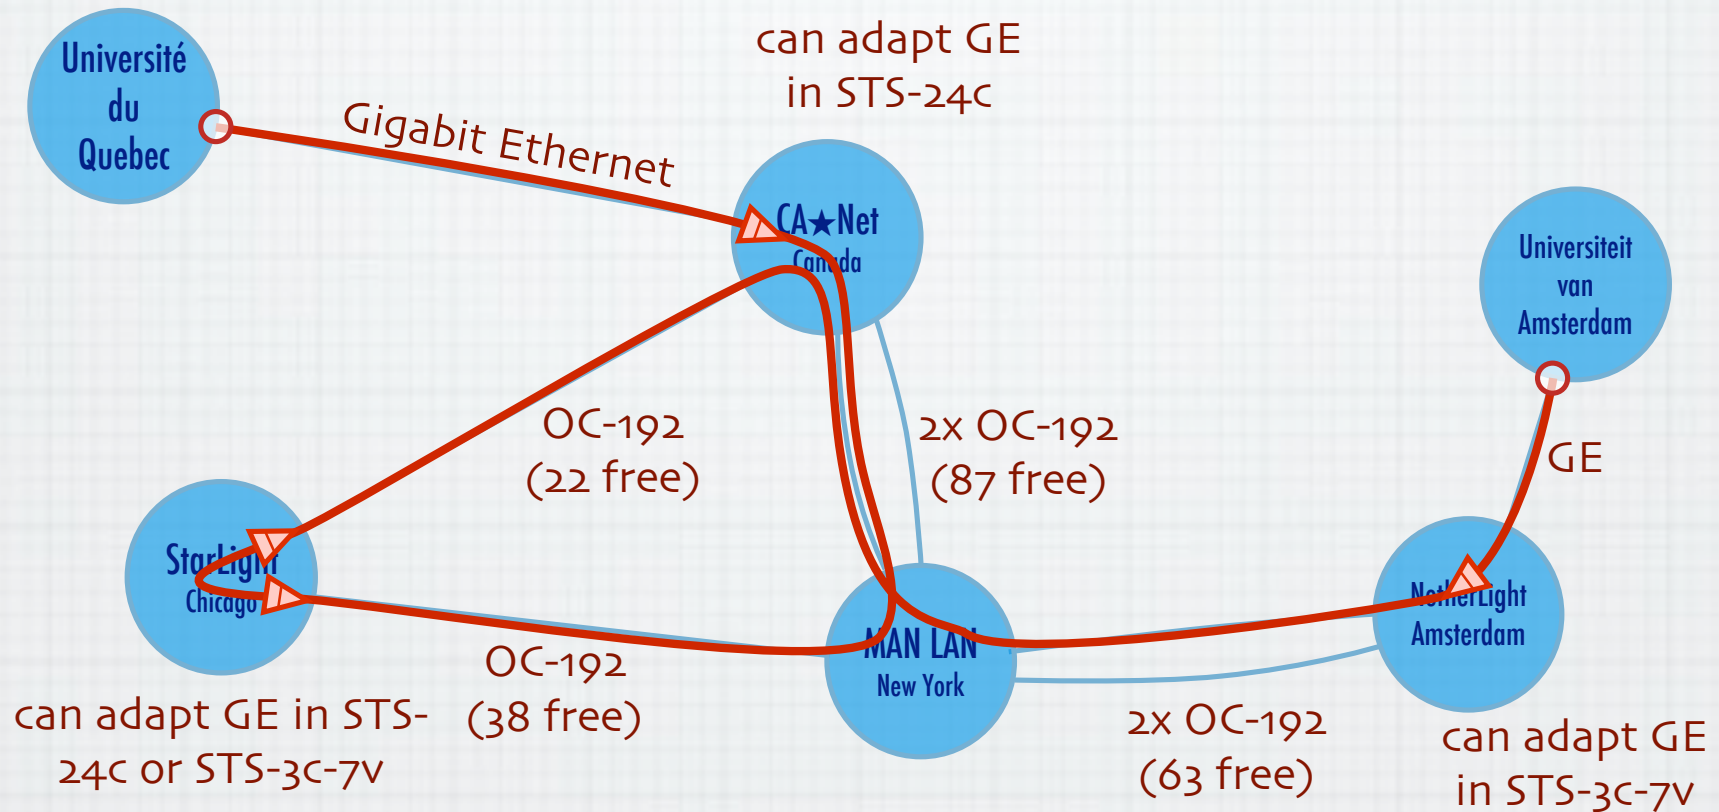 Université
du
Quebec
can adapt GE
in STS-24c
Gigabit Ethernet
CA★Net
Canada
Universiteit
van
Amsterdam
OC-192
(22 free)
2x OC-192
(87 free)
GE
StarLight
Chicago
NetherLight
Amsterdam
MAN LAN
New York
OC-192
(38 free)
can adapt GE in STS-
24c or STS-3c-7v
2x OC-192
(63 free)
can adapt GE
in STS-3c-7v